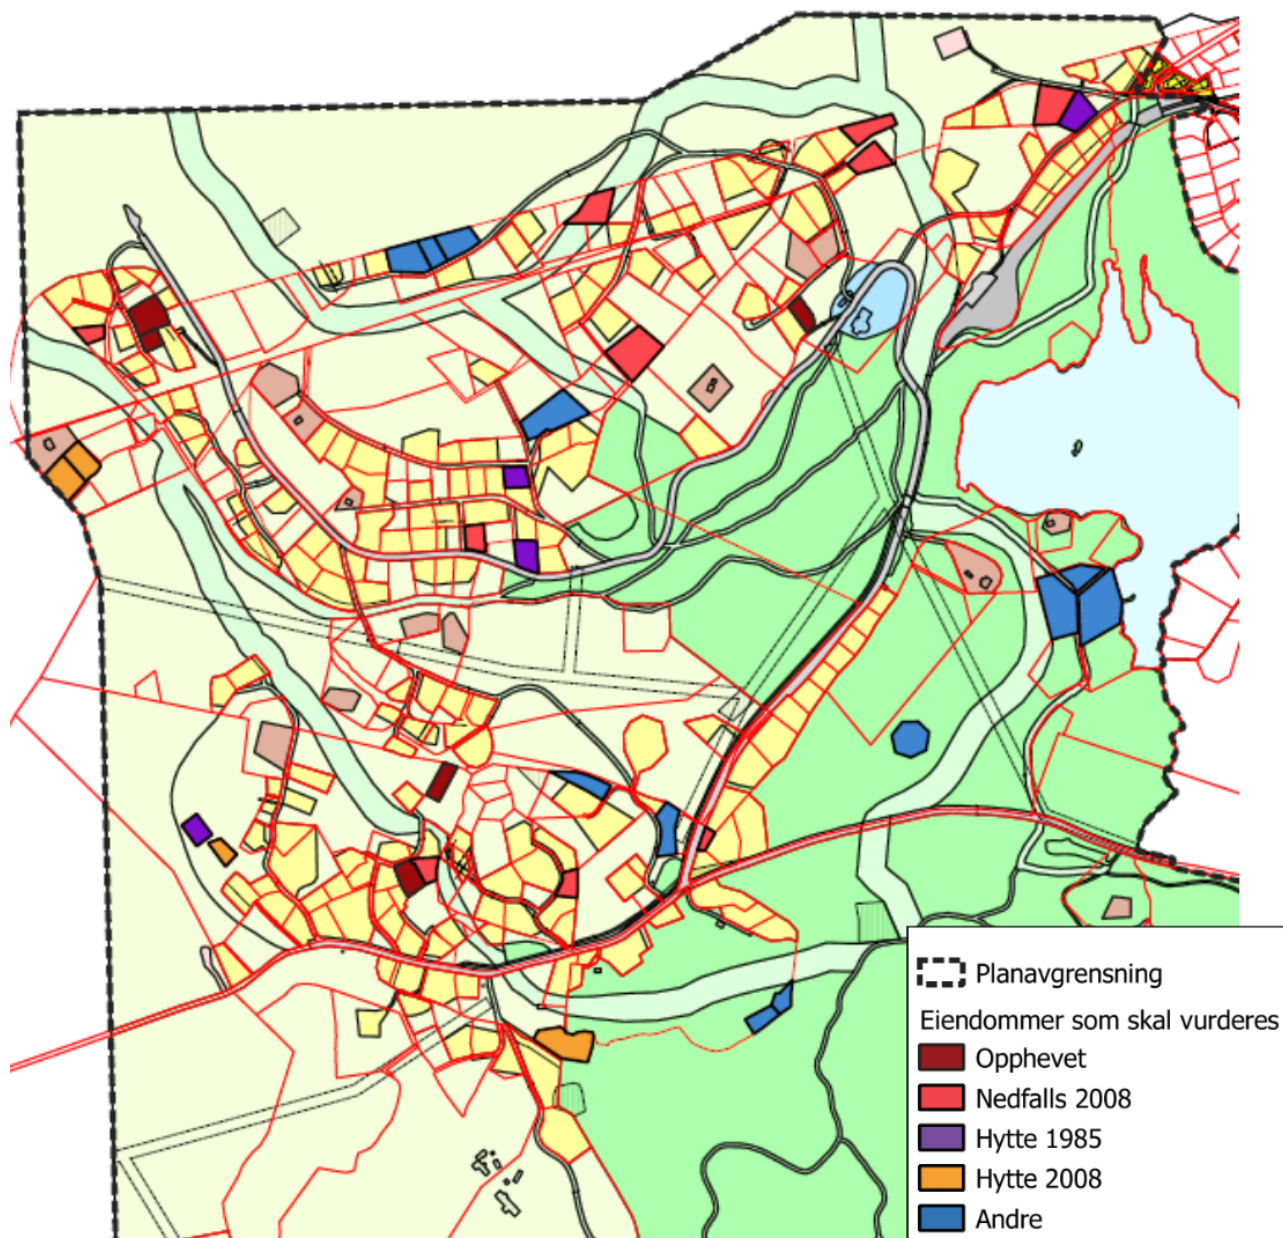 Planavgrensning
Eiendommer som skal vurderes
Opphevet
Nedfalls 2008
Hytte 1985
Hytte 2008
Andre